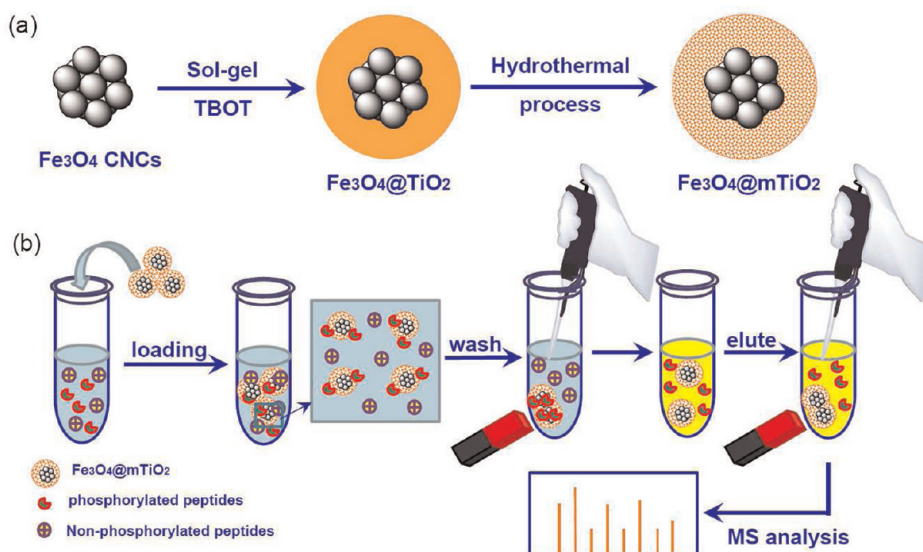 (a)
Sol-gel
TBOT
Hydrothermal
process
Fe₃O₄ CNCs
Fe₃O₄@TiO₂
Fe₃O₄@mTiO₂
(b)
loading
wash
elute
Fe₃O₄@mTiO₂
phosphorylated peptides
Non-phosphorylated peptides
MS analysis